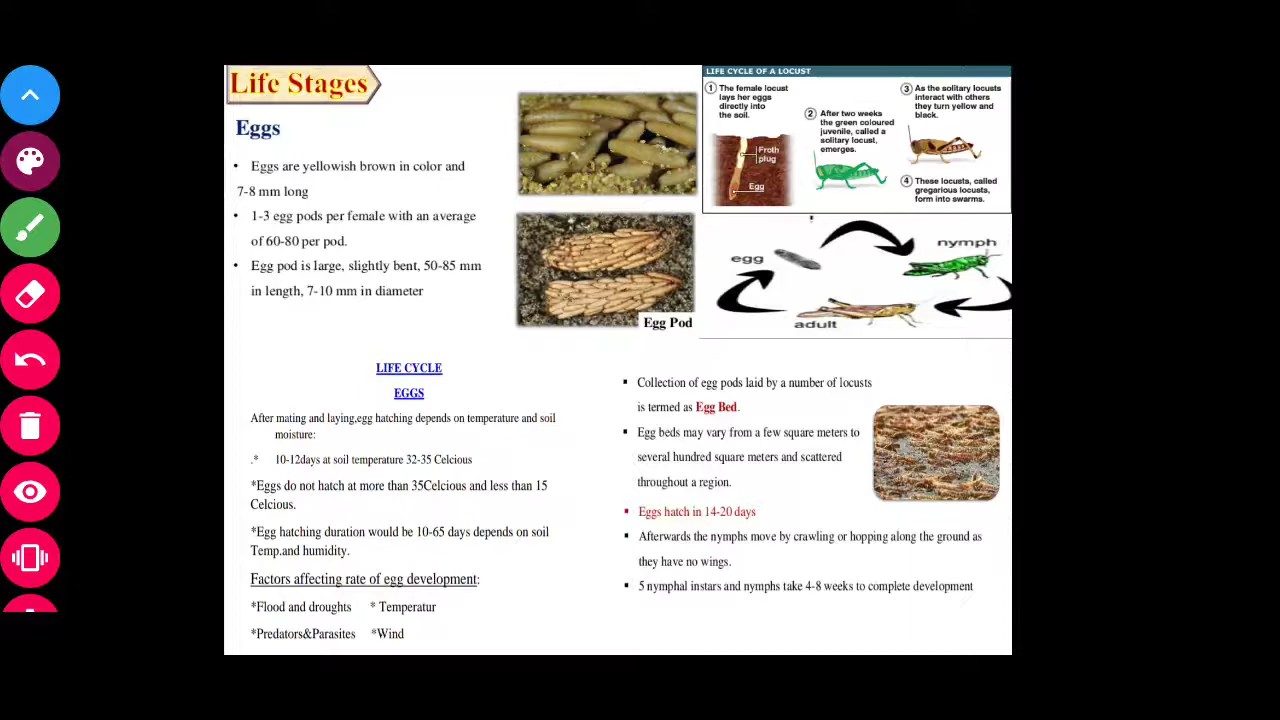 Life Stages
Eggs
• Eggs are yellowish brown in color and
7-8 mm long
• 1-3 egg pods per female with an average
of 60-80 per pod.
• Egg pod is large, slightly bent, 50-85 mm
in length, 7-10 mm in diameter
Egg Pod
LIFE CYCLE OF A LOCUST
1 The female locust
lays her eggs
directly into
the soil.
Froth
plug
Egg
2 After two weeks
the green coloured
juvenile, called a
solitary locust,
emerges.
3 As the solitary locusts
interact with others
they turn yellow and
black.
4 These locusts, called
gregarious locusts,
form into swarms.
egg
nymph
adult
LIFE CYCLE
EGGS
After mating and laying,egg hatching depends on temperature and soil
moisture:
.* 10-12days at soil temperature 32-35 Celcious
*Eggs do not hatch at more than 35Celcious and less than 15
Celcious.
*Egg hatching duration would be 10-65 days depends on soil
Temp.and humidity.
Factors affecting rate of egg development:
*Flood and droughts * Temperatur
*Predators&Parasites *Wind
▪ Collection of egg pods laid by a number of locusts
is termed as Egg Bed.
▪ Egg beds may vary from a few square meters to
several hundred square meters and scattered
throughout a region.
▪ Eggs hatch in 14-20 days
▪ Afterwards the nymphs move by crawling or hopping along the ground as
they have no wings.
▪ 5 nymphal instars and nymphs take 4-8 weeks to complete development